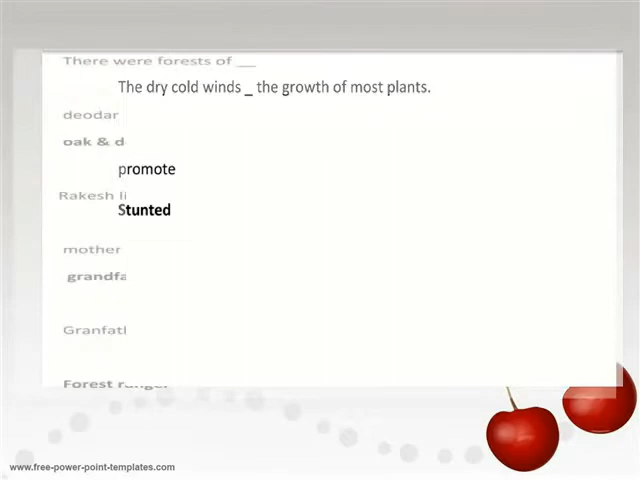 There were forests of __
The dry cold winds _ the growth of most plants.
deodar
oak & d
promote
Rakesh li
Stunted
mother
grandfa
Granfatl
Forest ranger
www.free-power-point-templates.com